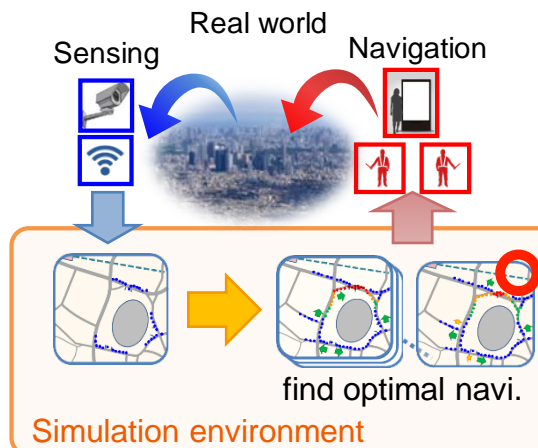 Real world
Sensing
Navigation
find optimal navi.
Simulation environment